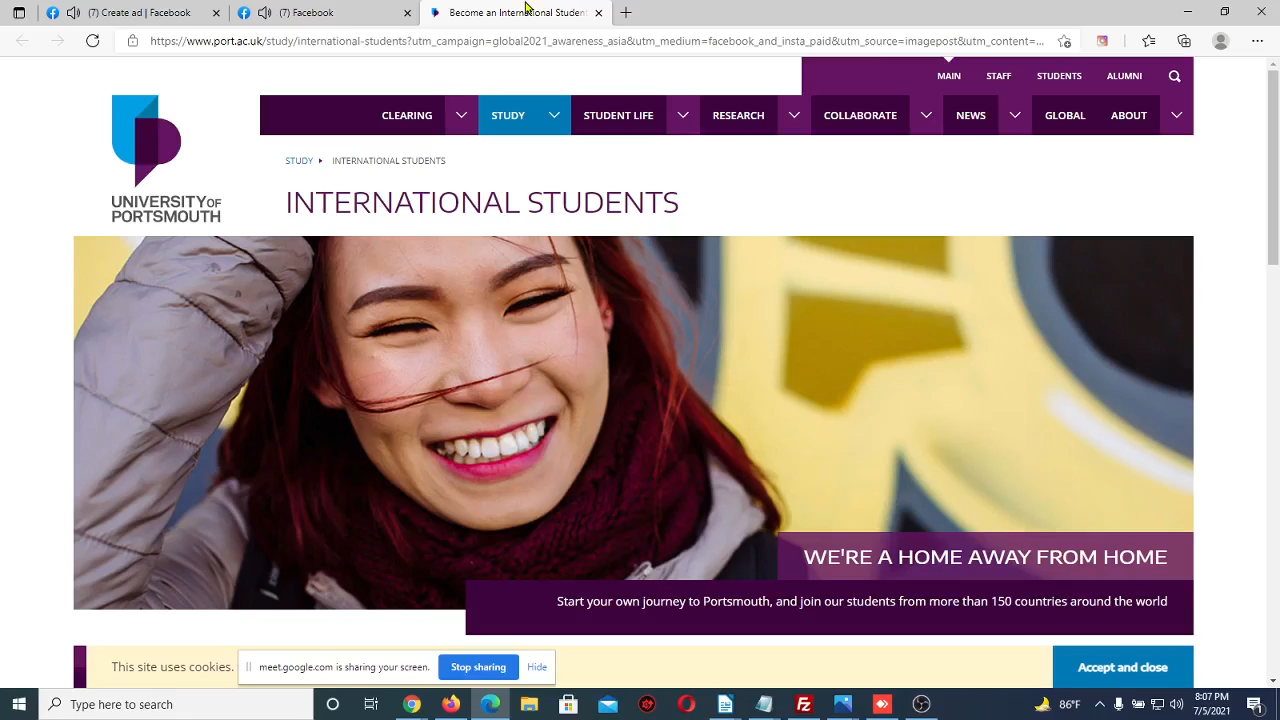 (7) Create Ad - Facebook
(7) Facebook
Become an International Student
https://www.port.ac.uk/study/international-students?utm_campaign=global2021_awareness_asia&utm_medium=facebook_and_insta_paid&utm_source=imagepost&utm_content=...
MAIN STAFF STUDENTS ALUMNI
CLEARING STUDY STUDENT LIFE RESEARCH COLLABORATE NEWS GLOBAL ABOUT
UNIVERSITY OF
PORTSMOUTH
STUDY INTERNATIONAL STUDENTS
INTERNATIONAL STUDENTS
WE'RE A HOME AWAY FROM HOME
Start your own journey to Portsmouth, and join our students from more than 150 countries around the world
This site uses cookies.
meet.google.com is sharing your screen. Stop sharing Hide
Accept and close
Type here to search
86°F
8:07 PM
7/5/2021